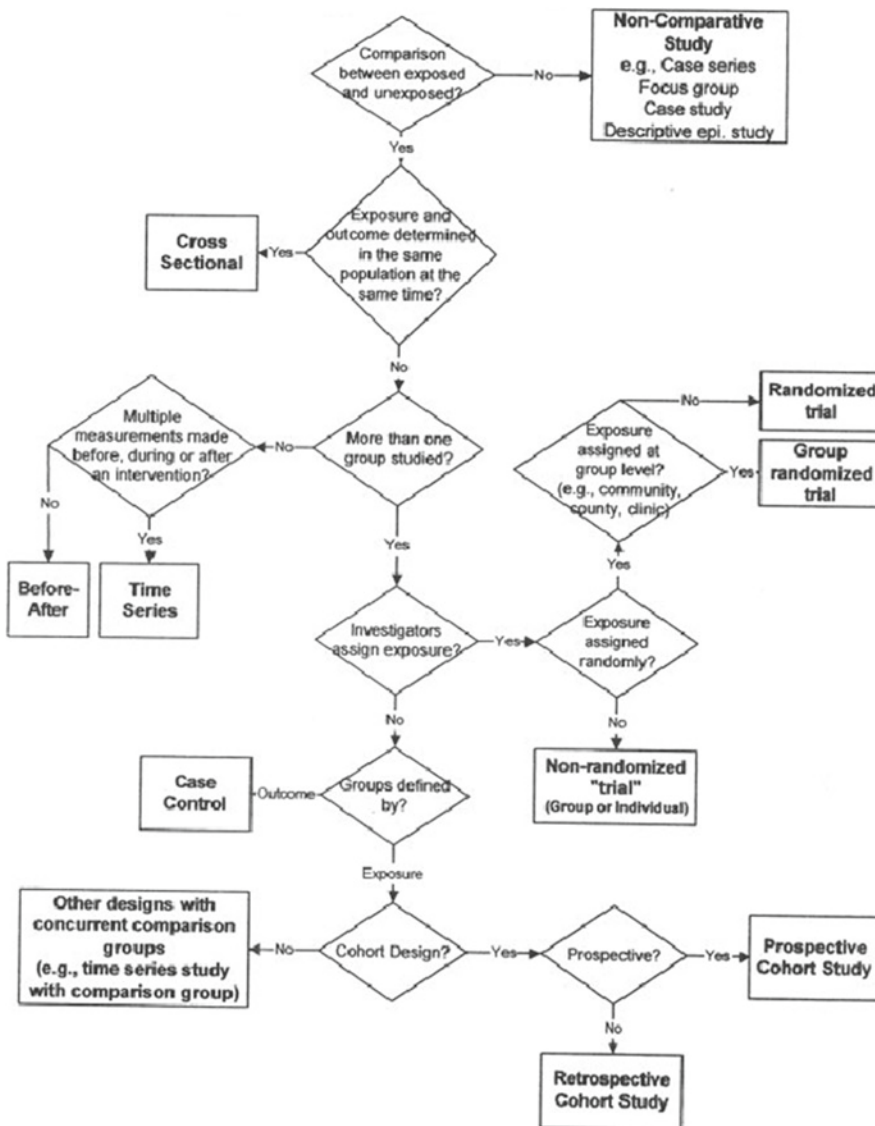 Comparison
between exposed
and unexposed?
No
Non-Comparative
Study
e.g., Case series
Focus group
Case study
Descriptive epi. study
Yes
Exposure and
outcome determined
in the same
population at the
same time?
Yes
Cross
Sectional
No
More than one
group studied?
No
Multiple
measurements made
before, during or after
an intervention?
No
Yes
Before-
After
Time
Series
Yes
Investigators
assign exposure?
Yes
Exposure
assigned
randomly?
Yes
Exposure
assigned at
group level?
(e.g., community,
county, clinic)
No
Randomized
trial
Yes
Group
randomized
trial
No
Non-randomized
"trial"
(Group or Individual)
No
Groups defined
by?
Outcome
Case
Control
Exposure
Cohort Design?
No
Other designs with
concurrent comparison
groups
(e.g., time series study
with comparison group)
Yes
Prospective?
Yes
Prospective
Cohort Study
No
Retrospective
Cohort Study